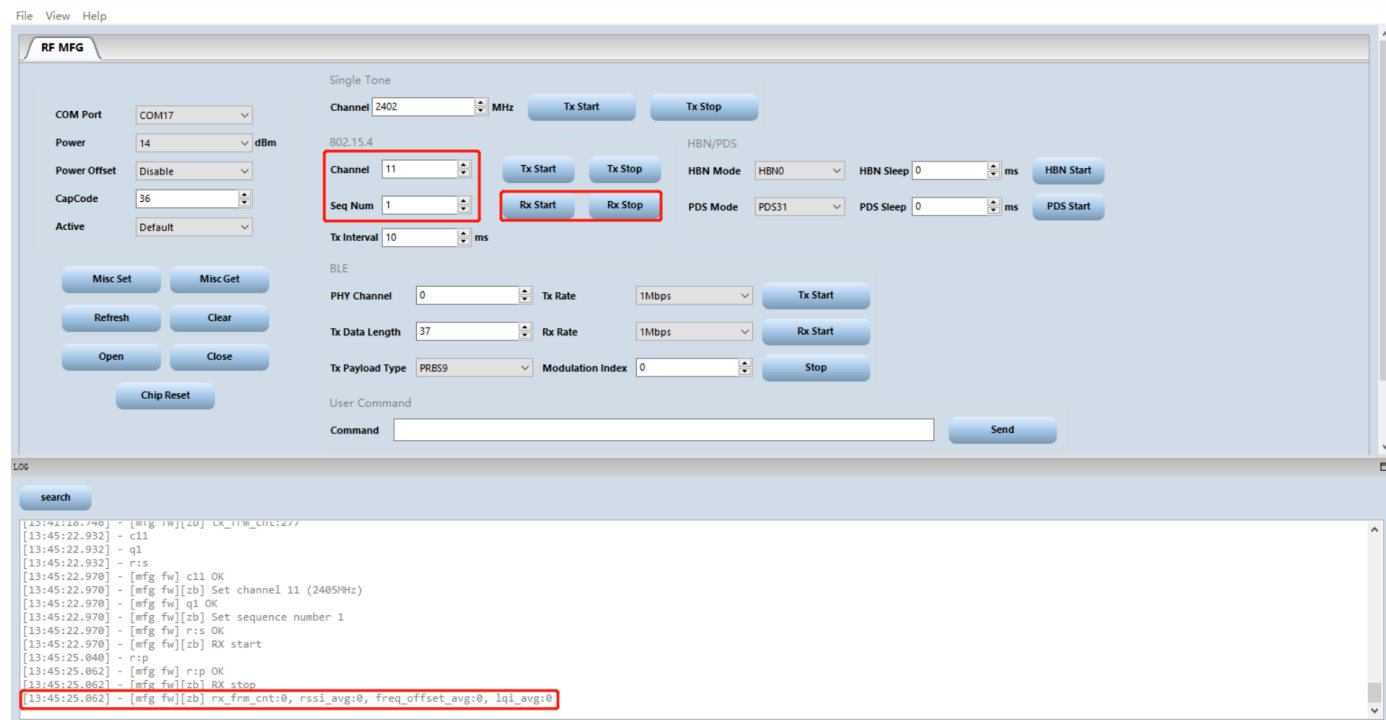 File View Help
RF MFG
Single Tone
Channel 2402 MHz Tx Start Tx Stop
COM Port COM17
Power 14 dBm
802.15.4 HBN/PDS
Power Offset Disable
Channel 11 Tx Start Tx Stop HBN Mode HBN0 HBN Sleep 0 ms HBN Start
CapCode 36
Seq Num 1 Rx Start Rx Stop PDS Mode PDS31 PDS Sleep 0 ms PDS Start
Active Default
Tx Interval 10 ms
BLE
Misc Set Misc Get
PHY Channel 0 Tx Rate 1Mbps Tx Start
Refresh Clear
Tx Data Length 37 Rx Rate 1Mbps Rx Start
Open Close
Tx Payload Type PRBS9 Modulation Index 0 Stop
Chip Reset
User Command
Command Send
LOG
search
[13:41:18.746] - [mfg fw][zb] tx_frm_cnt:277
[13:45:22.932] - c11
[13:45:22.932] - q1
[13:45:22.932] - r:s
[13:45:22.970] - [mfg fw] c11 OK
[13:45:22.970] - [mfg fw][zb] Set channel 11 (2405MHz)
[13:45:22.970] - [mfg fw] q1 OK
[13:45:22.970] - [mfg fw][zb] Set sequence number 1
[13:45:22.970] - [mfg fw] r:s OK
[13:45:22.970] - [mfg fw][zb] RX start
[13:45:25.040] - r:p
[13:45:25.062] - [mfg fw] r:p OK
[13:45:25.062] - [mfg fw][zb] RX stop
[13:45:25.062] - [mfg fw][zb] rx_frm_cnt:0, rssi_avg:0, freq_offset_avg:0, lqi_avg:0